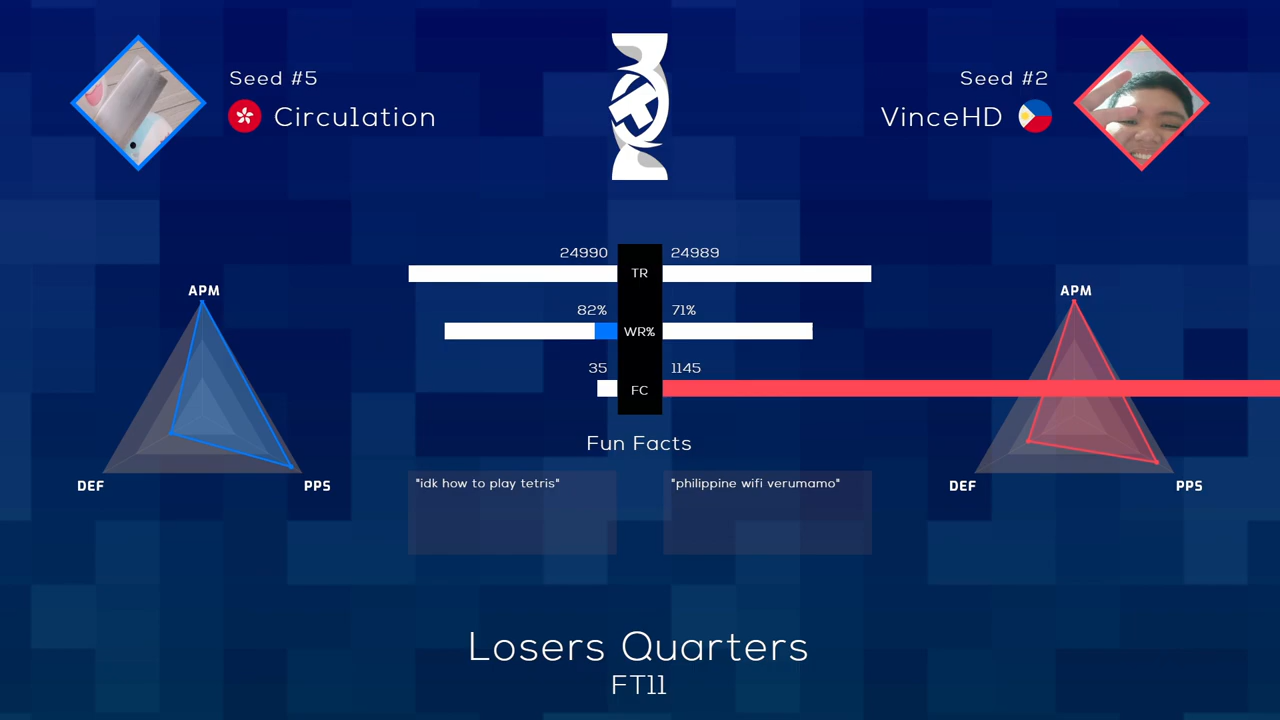 Seed #5
Circulation
Seed #2
VinceHD
24990
TR
24989
82%
WR%
71%
35
FC
1145
APM
DEF
PPS
APM
DEF
PPS
Fun Facts
"idk how to play tetris"
"philippine wifi verumamo"
Losers Quarters
FT11